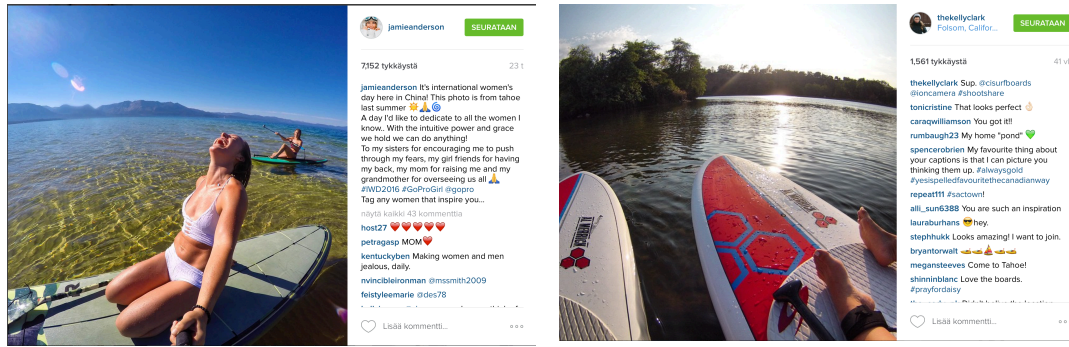 jamieanderson
SEURATAAN
7,152 tykkäystä
23 t
jamieanderson It's international women's
day here in China! This photo is from tahoe
last summer ☀️🙏🌀
A day I'd like to dedicate to all the women I
know.. With the intuitive power and grace
we hold we can do anything!
To my sisters for encouraging me to push
through my fears, my girl friends for having
my back, my mom for raising me and my
grandmother for overseeing us all 🙏
#IWD2016 #GoProGirl @gopro
Tag any women that inspire you...
näytä kaikki 43 kommenttia
host27 ❤️❤️❤️❤️❤️
petragasp MOM❤️
kentuckyben Making women and men
jealous, daily.
nvincibleironman @mssmith2009
feistyleemarie @des78
Lisää kommentti...
thekellyclark
Folsom, Califor...
SEURATAAN
1,561 tykkäystä
41 vi
thekellyclark Sup, @cisurfboards
@ioncamera #shootshare
tonicristine That looks perfect 👌🏻
caraqwilliamson You got it!!
rumbaugh23 My home "pond" 💚
spencerobrien My favourite thing about
your captions is that I can picture you
thinking them up. #alwaysgold
#yesispelledfavouritethecanadianway
repeat111 #sactown!
alli_sun6388 You are such an inspiration
lauraburhans 😎hey.
stephhukk Looks amazing! I want to join.
bryantorwalt 🚤🚤⛵🚤🚤
megansteeves Come to Tahoe!
shinninblanc Love the boards.
#prayfordaisy
Lisää kommentti...